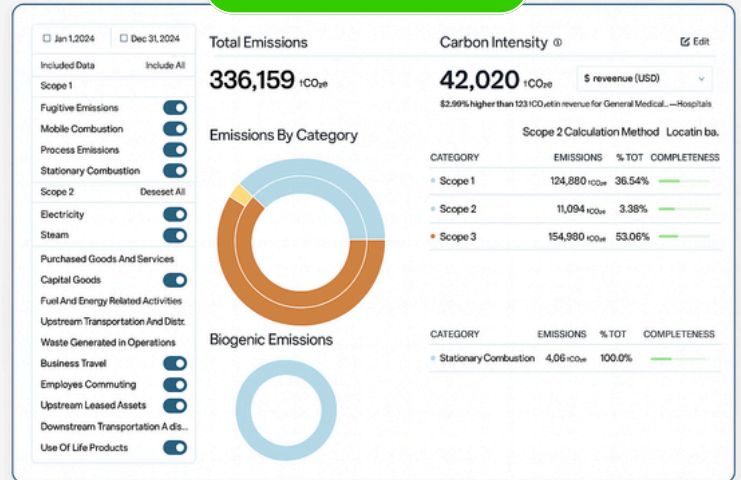 Jan 1,2024
Dec 31,2024
Included Data
Include All
Scope 1
Fugitive Emissions
Mobile Combustion
Process Emissions
Stationary Combustion
Scope 2
Deseset All
Electricity
Steam
Purchased Goods And Services
Capital Goods
Fuel And Energy Related Activities
Upstream Transportation And Distr.
Waste Generated in Operations
Business Travel
Employes Commuting
Upstream Leased Assets
Downstream Transportation A dis...
Use Of Life Products
Total Emissions
336,159 tCO₂e
Emissions By Category
Biogenic Emissions
Carbon Intensity
Edit
42,020 tCO₂e
$ reveenue (USD)
$2.99% higher than 123 tCO₂etin revenue for General Medical.. —Hospitals
Scope 2 Calculation Method Locatin ba.
CATEGORY EMISSIONS % TOT COMPLETENESS
Scope 1 124,880 tCO₂e 36.54%
Scope 2 11,094 tCO₂e 3.38%
Scope 3 154,980 tCO₂e 53.06%
CATEGORY EMISSIONS % TOT COMPLETENESS
Stationary Combustion 4,06 tCO₂e 100.0%